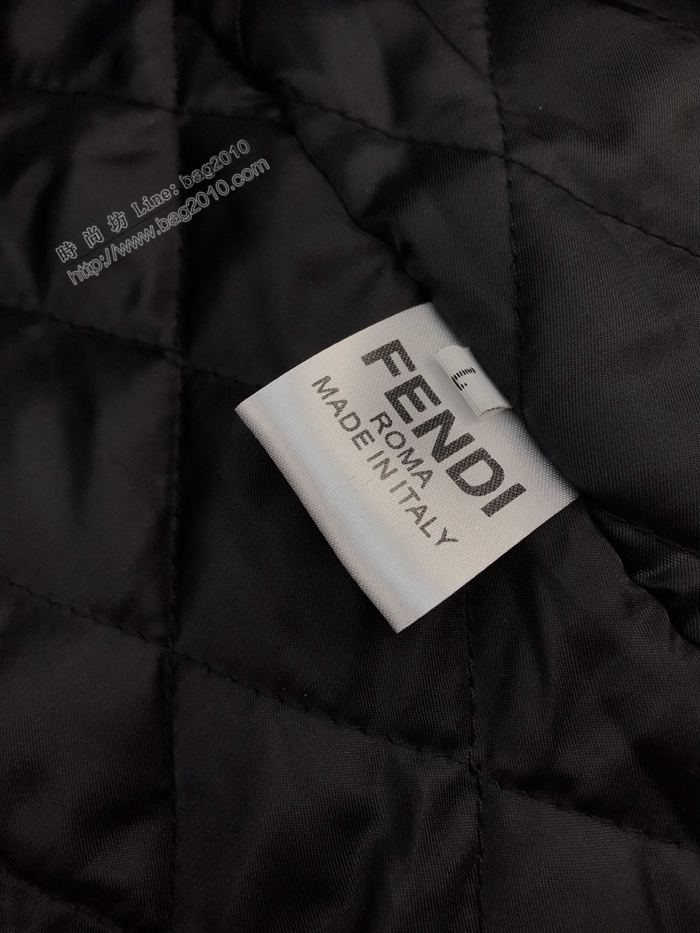 時尚坊 Line: bag2010
http://www.bag2010.com
FENDI
ROMA
MADE IN ITALY